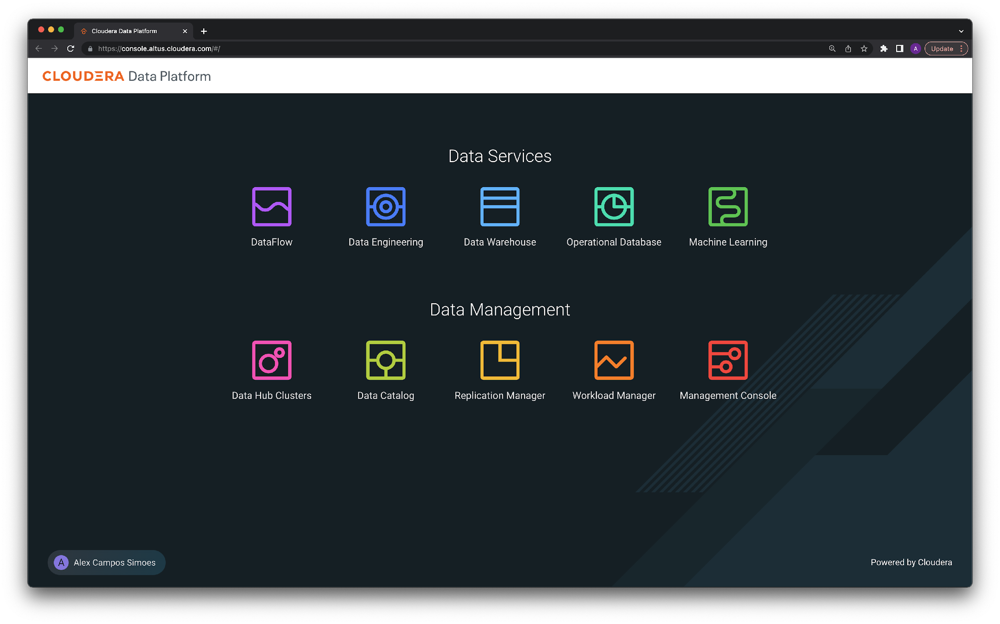 Cloudera Data Platform
https://console.altus.cloudera.com/#/
A
Update
CLOUDERA Data Platform
Data Services
DataFlow
Data Engineering
Data Warehouse
Operational Database
Machine Learning
Data Management
Data Hub Clusters
Data Catalog
Replication Manager
Workload Manager
Management Console
A Alex Campos Simoes
Powered by Cloudera